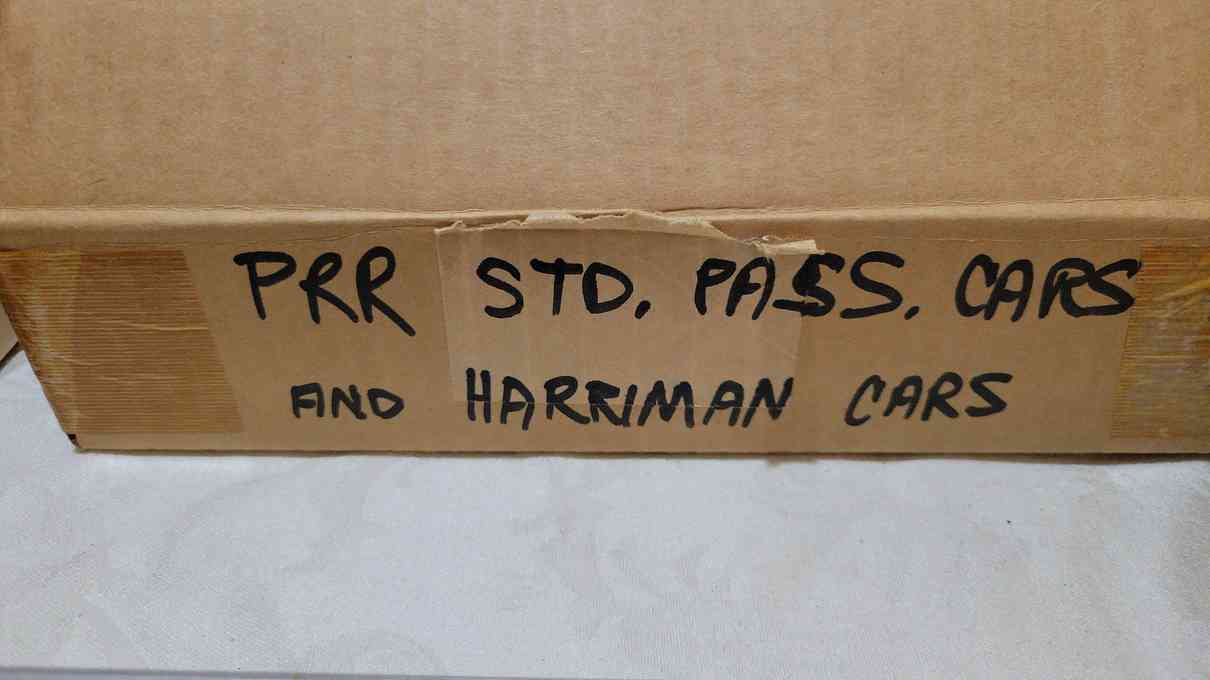 PRR STD. PASS. CARS
AND HARRIMAN CARS